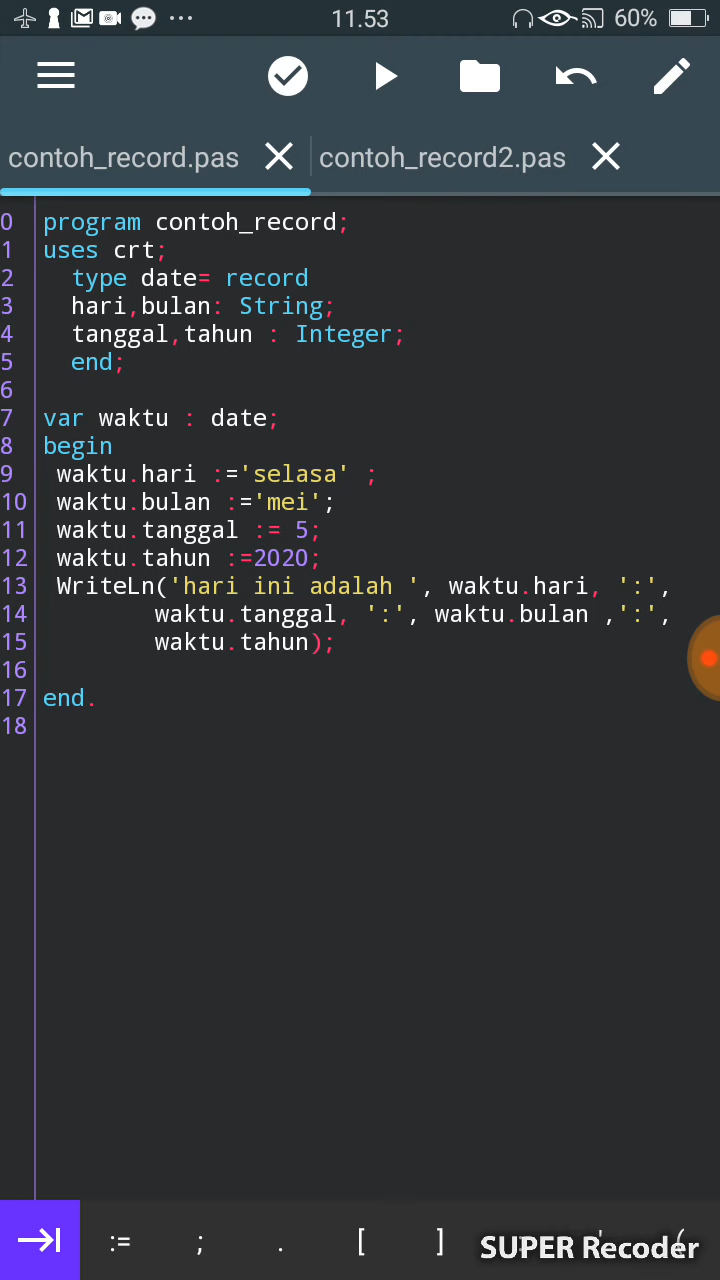 11.53 60%
contoh_record.pas contoh_record2.pas
0 program contoh_record;
1 uses crt;
2 type date= record
3 hari,bulan: String;
4 tanggal,tahun : Integer;
5 end;
6
7 var waktu : date;
8 begin
9 waktu.hari :='selasa' ;
10 waktu.bulan :='mei';
11 waktu.tanggal := 5;
12 waktu.tahun :=2020;
13 WriteLn('hari ini adalah ', waktu.hari, ':',
14 waktu.tanggal, ':', waktu.bulan ,':',
15 waktu.tahun);
16
17 end.
18
:= ; . [ ] ' (
SUPER Recoder